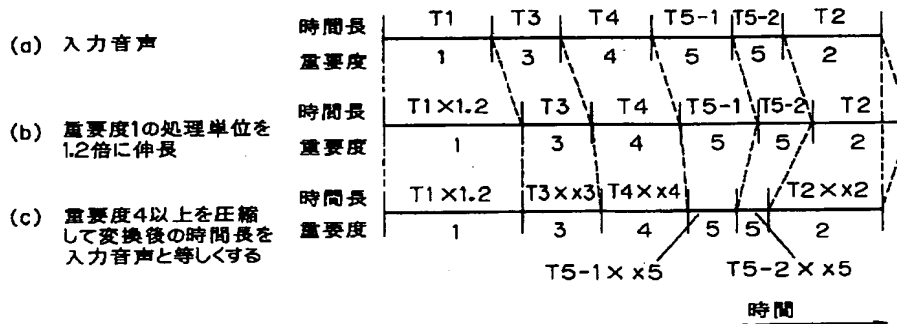 時間長 T1 T3 T4 T5-1 T5-2 T2
(a) 入力音声
重要度 1 3 4 5 5 2
時間長 T1×1.2 T3 T4 T5-1 T5-2 T2
(b) 重要度1の処理単位を
1.2倍に伸長
重要度 1 3 4 5 5 2
時間長 T1×1.2 T3×x3 T4×x4 T2×x2
(c) 重要度4以上を圧縮
して変換後の時間長を
入力音声と等しくする
重要度 1 3 4 5 5 2
T5-1×x5 T5-2×x5
時間